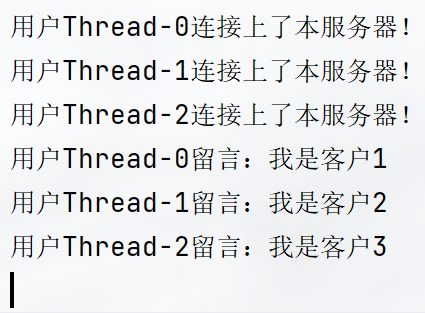 用户Thread-0连接上了本服务器!
用户Thread-1连接上了本服务器!
用户Thread-2连接上了本服务器!
用户Thread-0留言：我是客户1
用户Thread-1留言：我是客户2
用户Thread-2留言：我是客户3